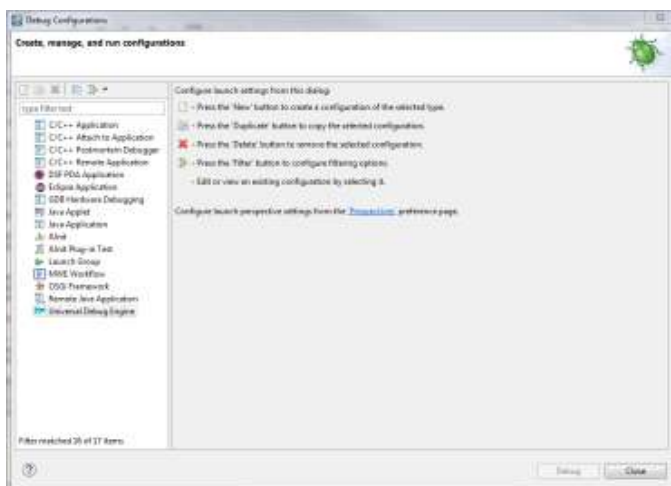 Debug Configurations
Create, manage, and run configurations
type filter text
C/C++ Application
C/C++ Attach to Application
C/C++ Postmortem Debugger
C/C++ Remote Application
DSF PDA Application
Eclipse Application
GDB Hardware Debugging
Java Applet
Java Application
JUnit
JUnit Plug-in Test
Launch Group
MWE Workflow
OSGi Framework
Remote Java Application
Universal Debug Engine
Filter matched 16 of 17 items
Configure launch settings from this dialog:
- Press the 'New' button to create a configuration of the selected type.
- Press the 'Duplicate' button to copy the selected configuration.
- Press the 'Delete' button to remove the selected configuration.
- Press the 'Filter' button to configure filtering options.
- Edit or view an existing configuration by selecting it.
Configure launch perspective settings from the 'Perspectives' preference page.
Debug
Close